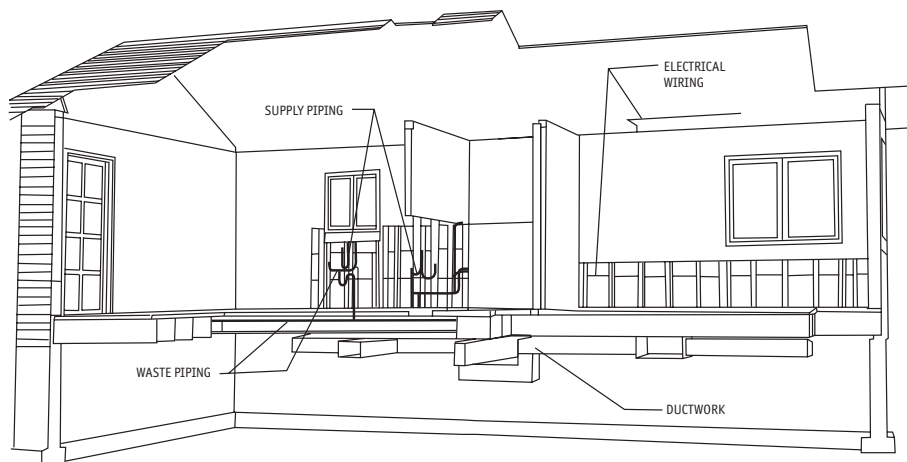 ELECTRICAL
WIRING
SUPPLY PIPING
WASTE PIPING
DUCTWORK